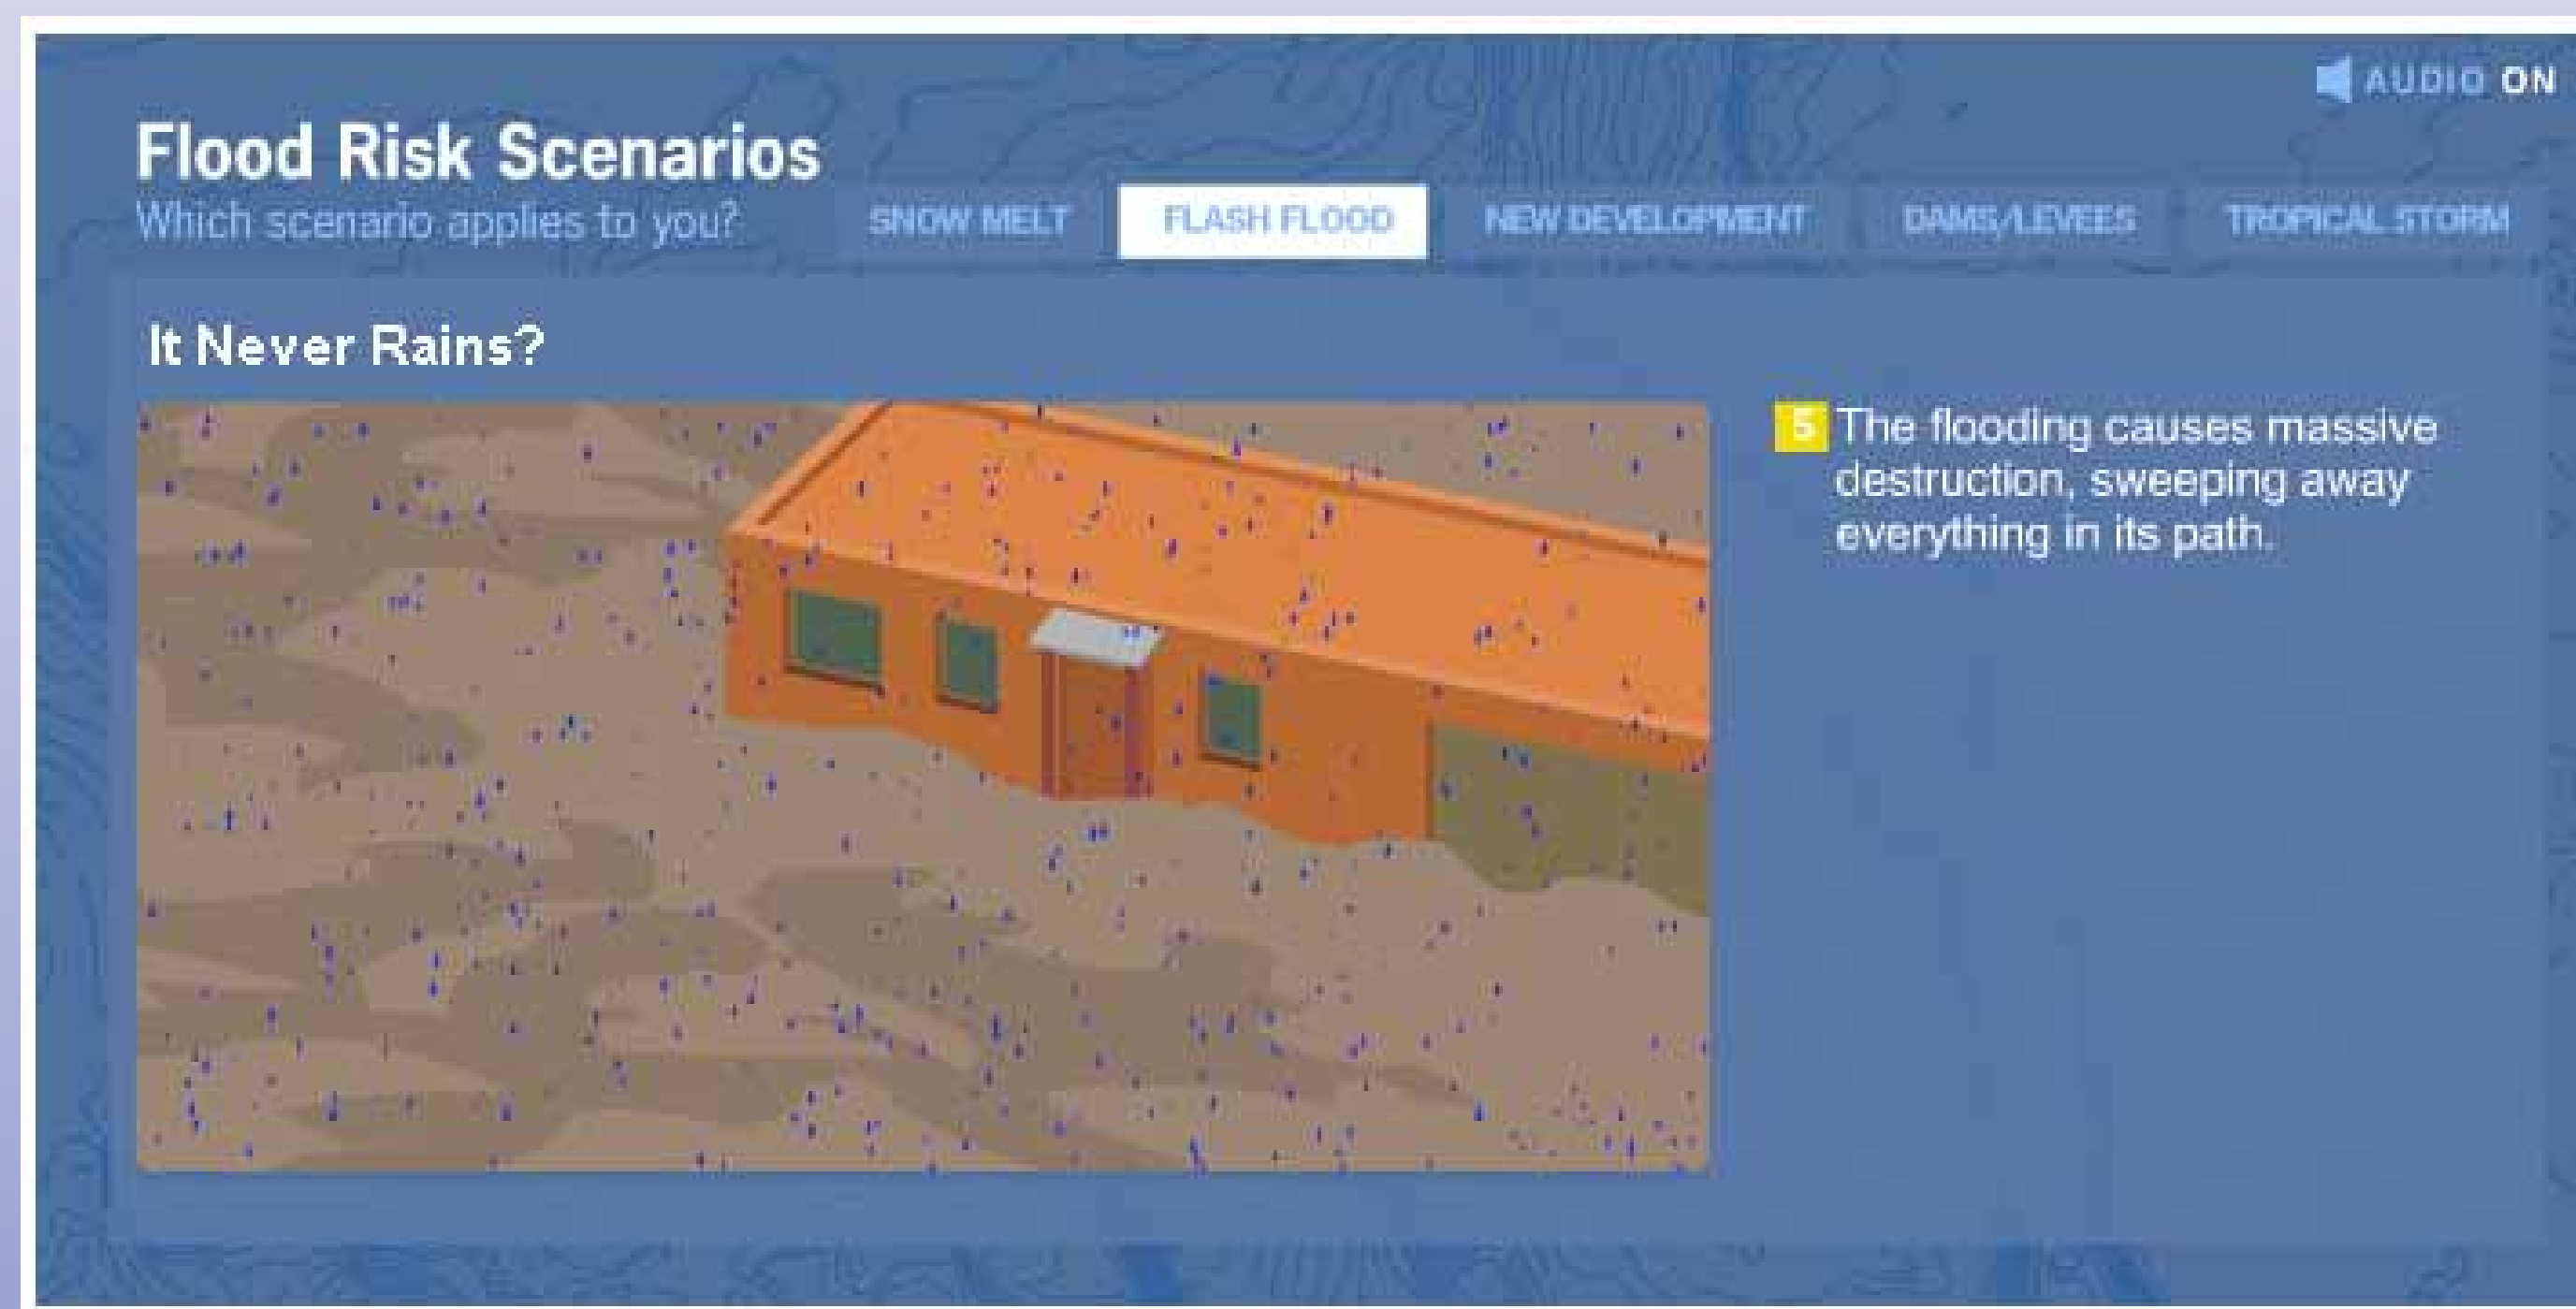 AUDIO ON
Flood Risk Scenarios
Which scenario applies to you?
SNOW MELT
FLASH FLOOD
NEW DEVELOPMENT
DAMS/LEVEES
TROPICAL STORM
It Never Rains?
5 The flooding causes massive
destruction, sweeping away
everything in its path.